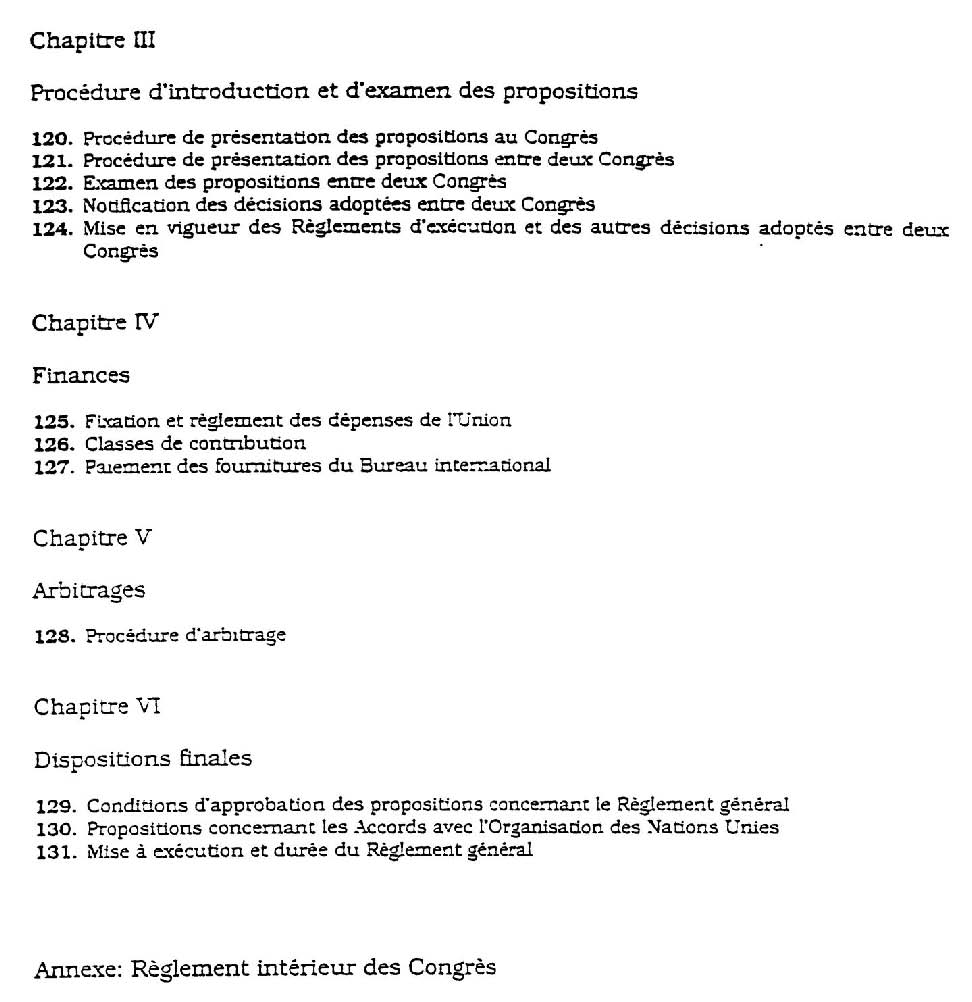 Chapitre III
Procédure d'introduction et d'examen des propositions
120. Procédure de présentation des propositions au Congrès
121. Procédure de présentation des propositions entre deux Congrès
122. Examen des propositions entre deux Congrès
123. Notification des décisions adoptées entre deux Congrès
124. Mise en vigueur des Règlements d'exécution et des autres décisions adoptés entre deux
Congrès
Chapitre IV
Finances
125. Fixation et règlement des dépenses de l'Union
126. Classes de contribution
127. Paiement des fournitures du Bureau international
Chapitre V
Arbitrages
128. Procédure d'arbitrage
Chapitre VI
Dispositions finales
129. Conditions d'approbation des propositions concernant le Règlement général
130. Propositions concernant les Accords avec l'Organisation des Nations Unies
131. Mise à exécution et durée du Règlement général
Annexe: Règlement intérieur des Congrès